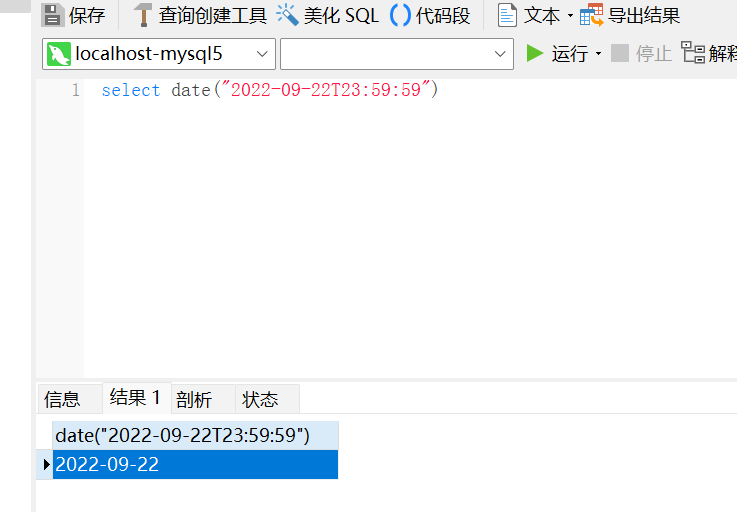 保存 查询创建工具 美化 SQL 代码段 文本 导出结果
localhost-mysql5 运行 停止
1 select date("2022-09-22T23:59:59")
信息 结果 1 剖析 状态
date("2022-09-22T23:59:59")
2022-09-22